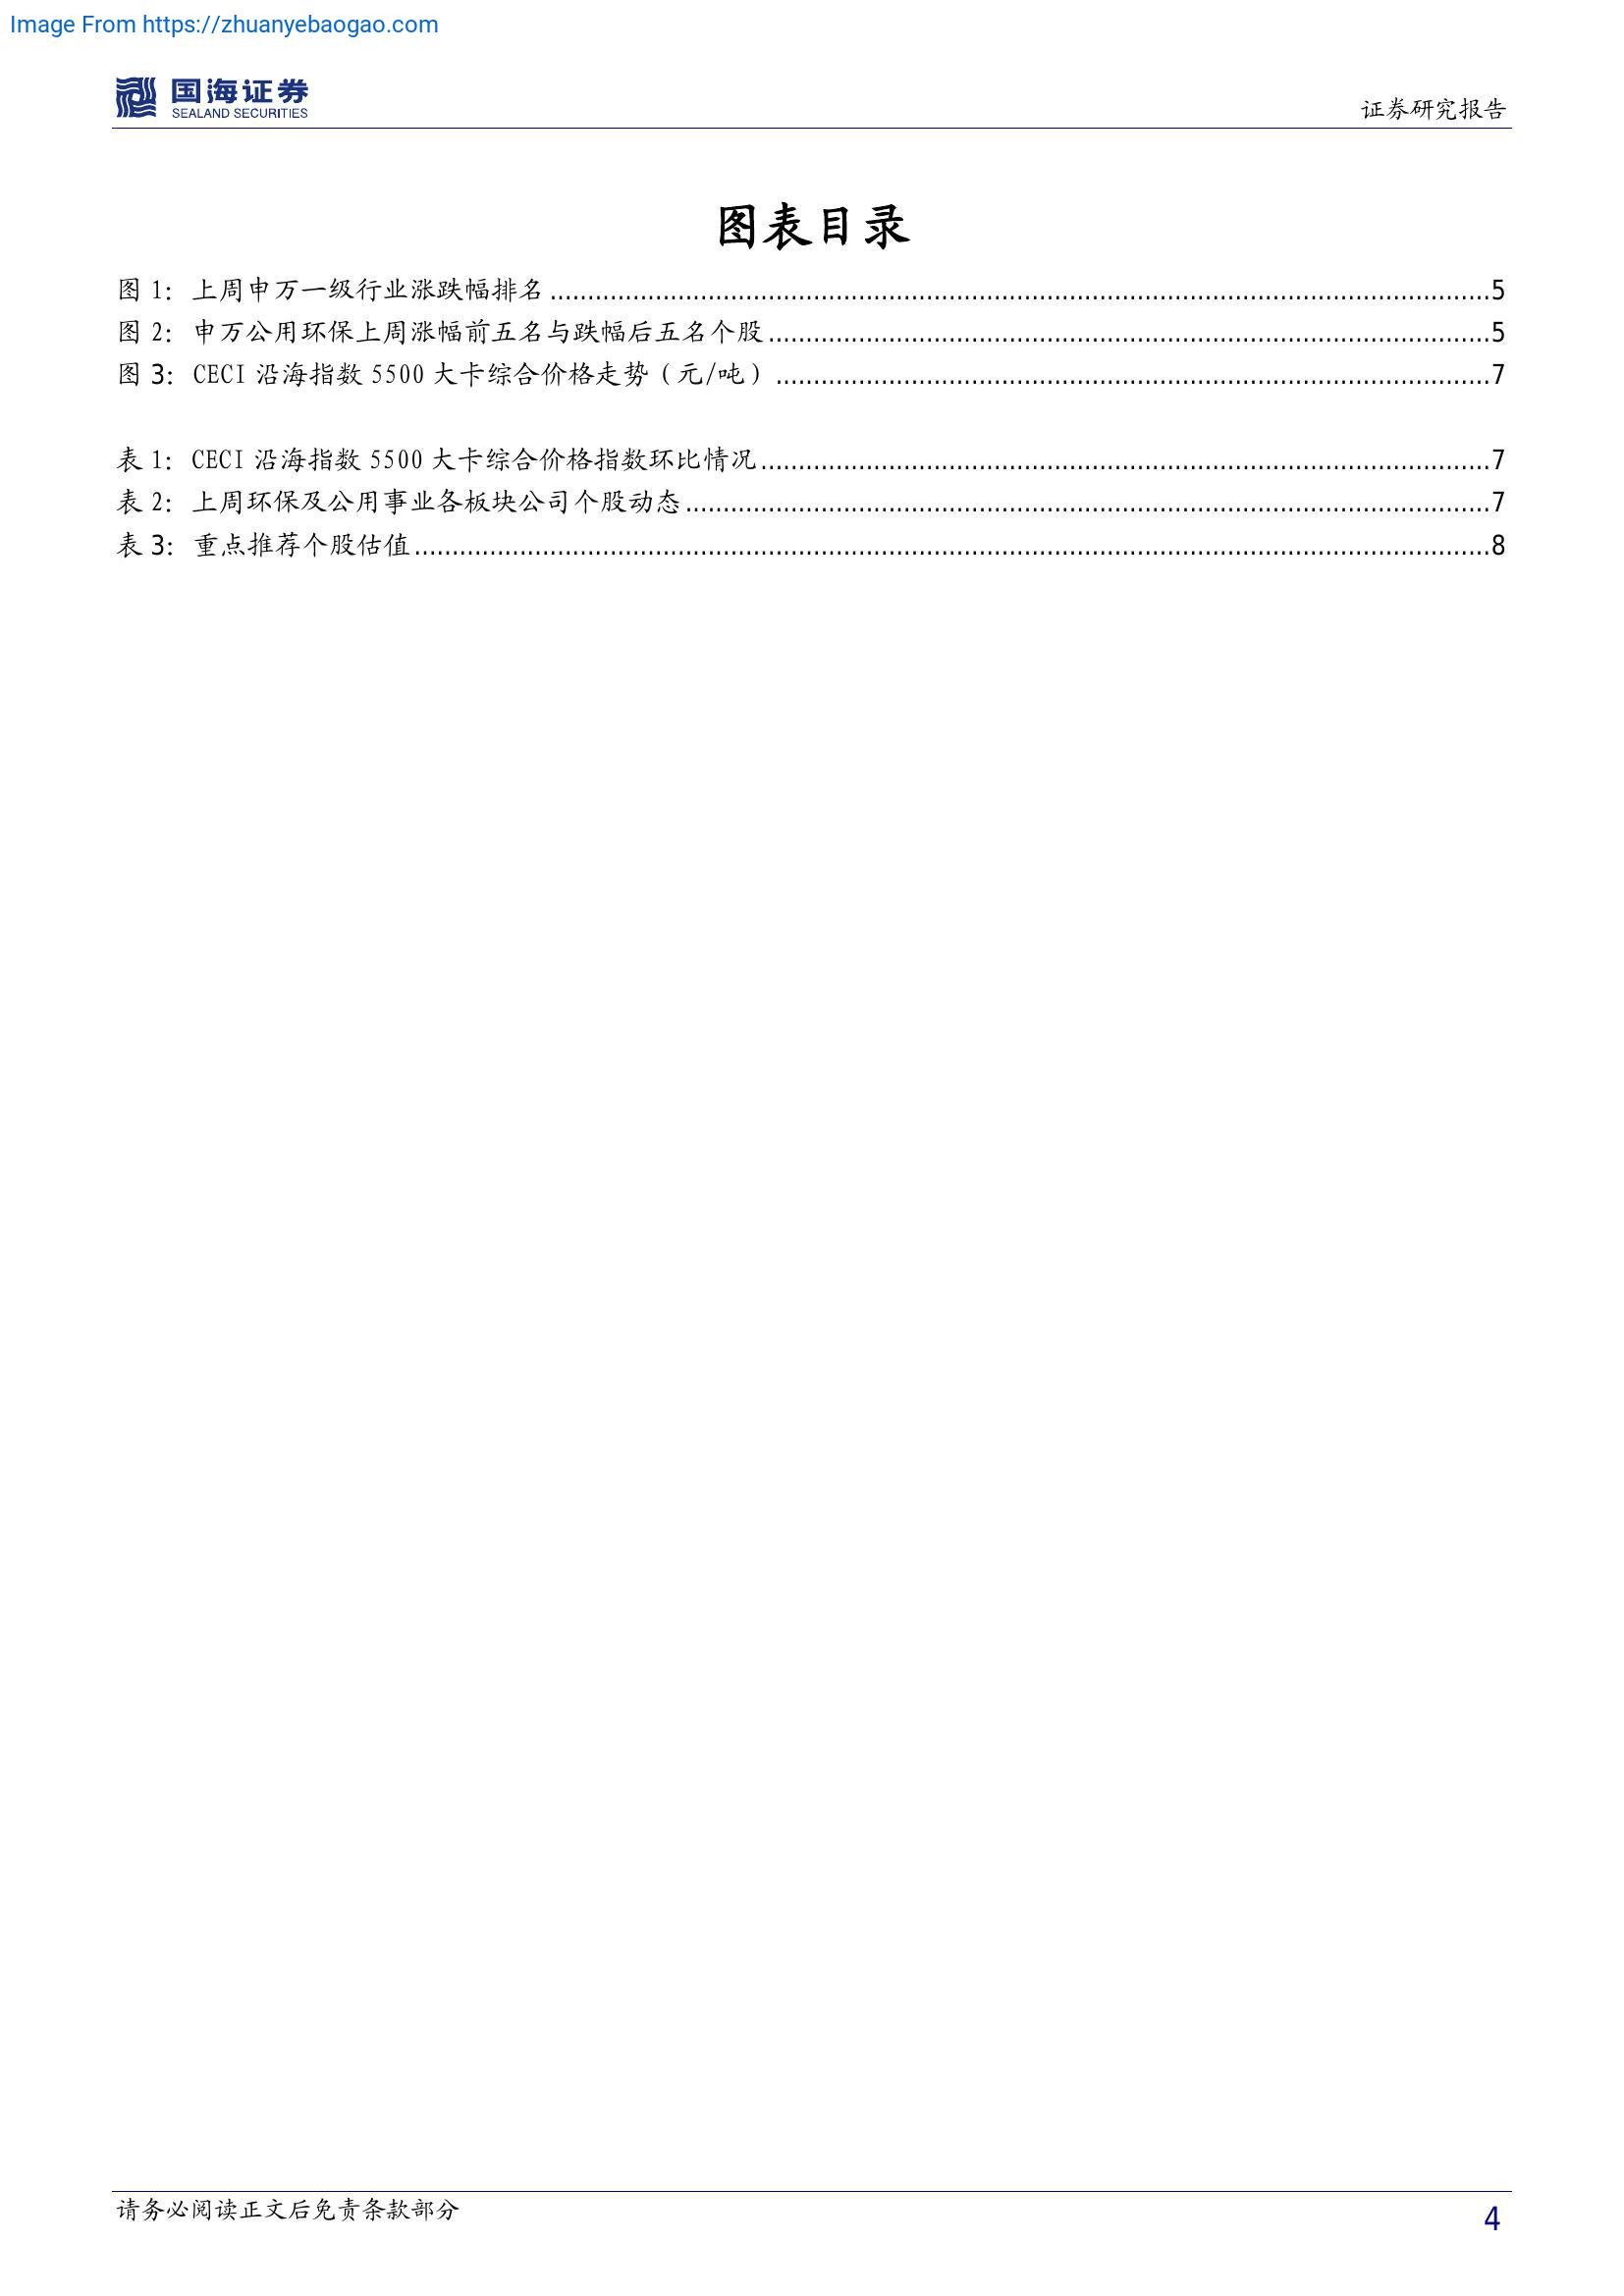 Image From https://zhuanyebaogao.com
国海证券
SEALAND SECURITIES
证券研究报告
图表目录
图 1: 上周申万一级行业涨跌幅排名 5
图 2: 申万公用环保上周涨幅前五名与跌幅后五名个股 5
图 3: CECI 沿海指数 5500 大卡综合价格走势（元/吨） 7
表 1: CECI 沿海指数 5500 大卡综合价格指数环比情况 7
表 2: 上周环保及公用事业各板块公司个股动态 7
表 3: 重点推荐个股估值 8
请务必阅读正文后免责条款部分
4